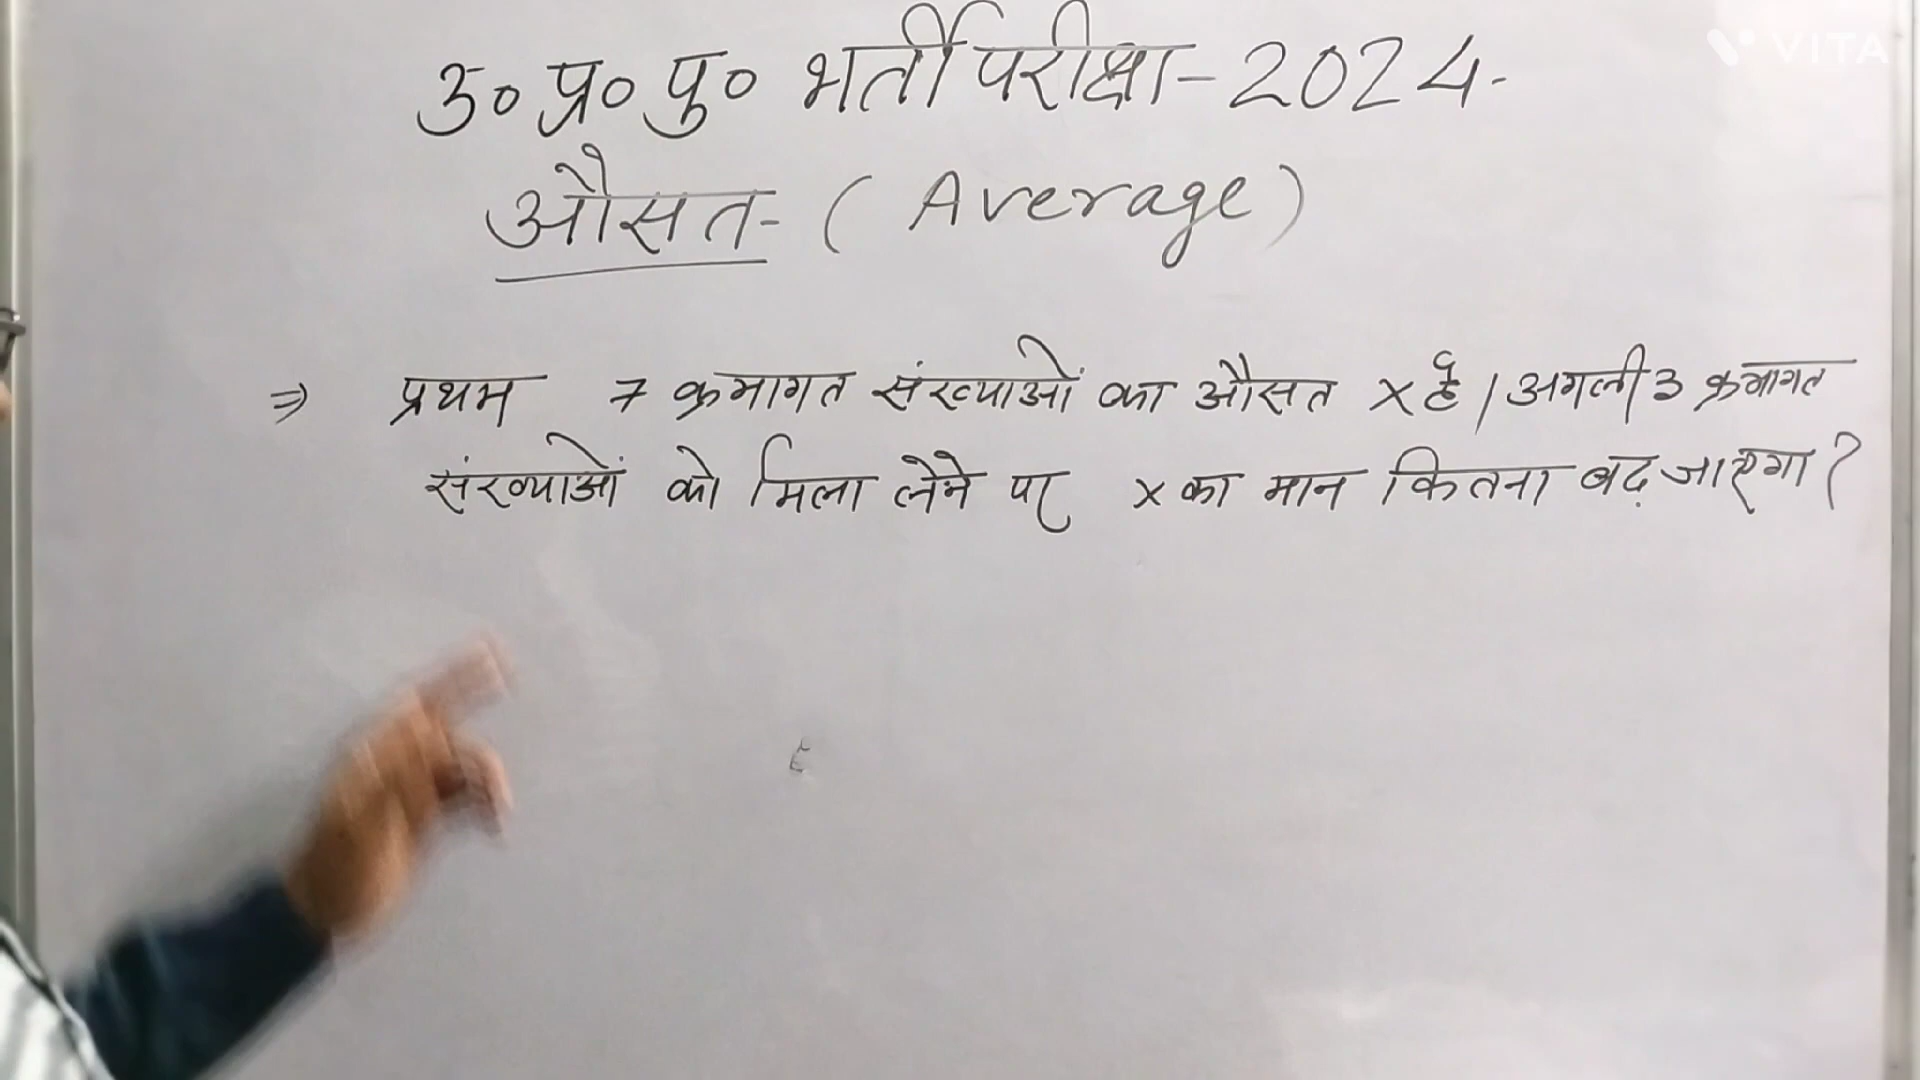 उ० प्र० पु० भर्ती परीक्षा - 2024.
औसत - ( Average )
⇒ प्रथम 7 क्रमागत संख्याओं का औसत x है | अगली 3 क्रमागत
संख्याओं को मिला लेने पर x का मान कितना बढ़ जाएगा ?
VITA